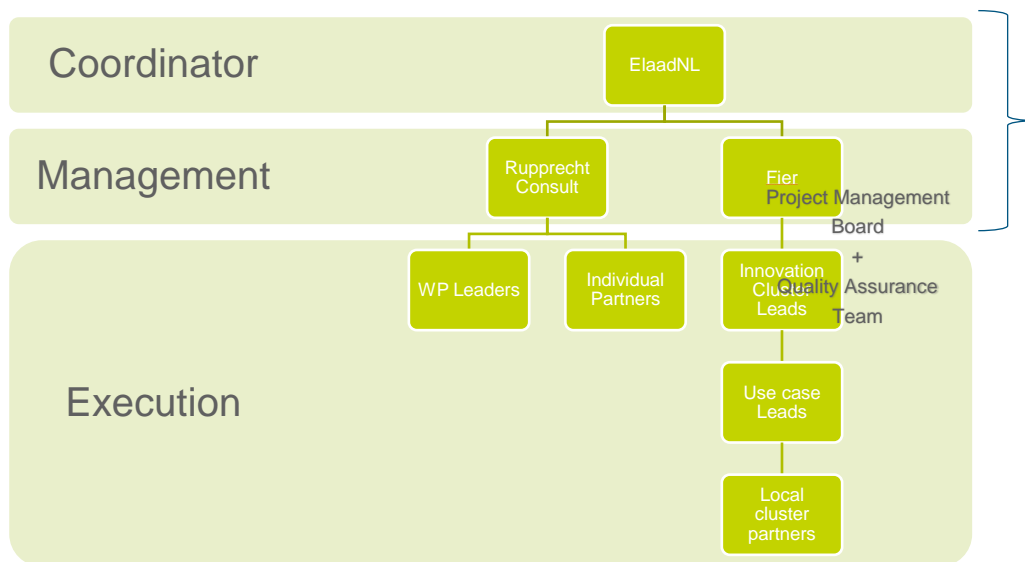 Coordinator
ElaadNL
Management
Rupprecht
Consult
Fier
Project Management
Board
+
Quality Assurance
Team
Execution
WP Leaders
Individual
Partners
Innovation
Cluster
Leads
Use case
Leads
Local
cluster
partners